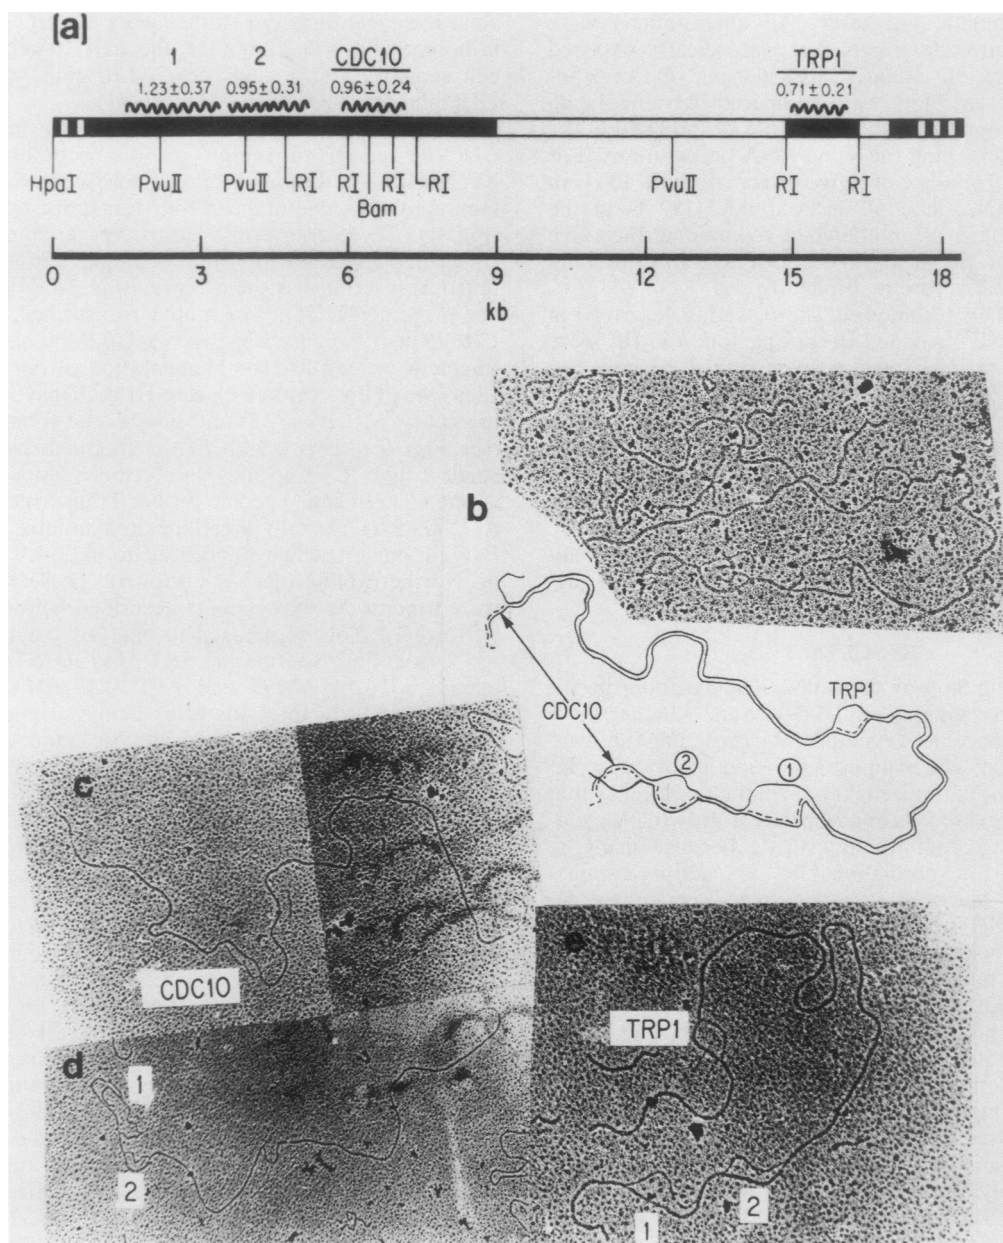 [a]
1 2 CDC10 TRP1
1.23±0.37 0.95±0.31 0.96±0.24 0.71±0.21
HpaI PvuII PvuII RI RI RI RI PvuII RI RI
Bam
0 3 6 9 12 15 18
kb
b
TRP1
CDC10
2 1
c
CDC10
e
TRP1
d
1
2
2
1